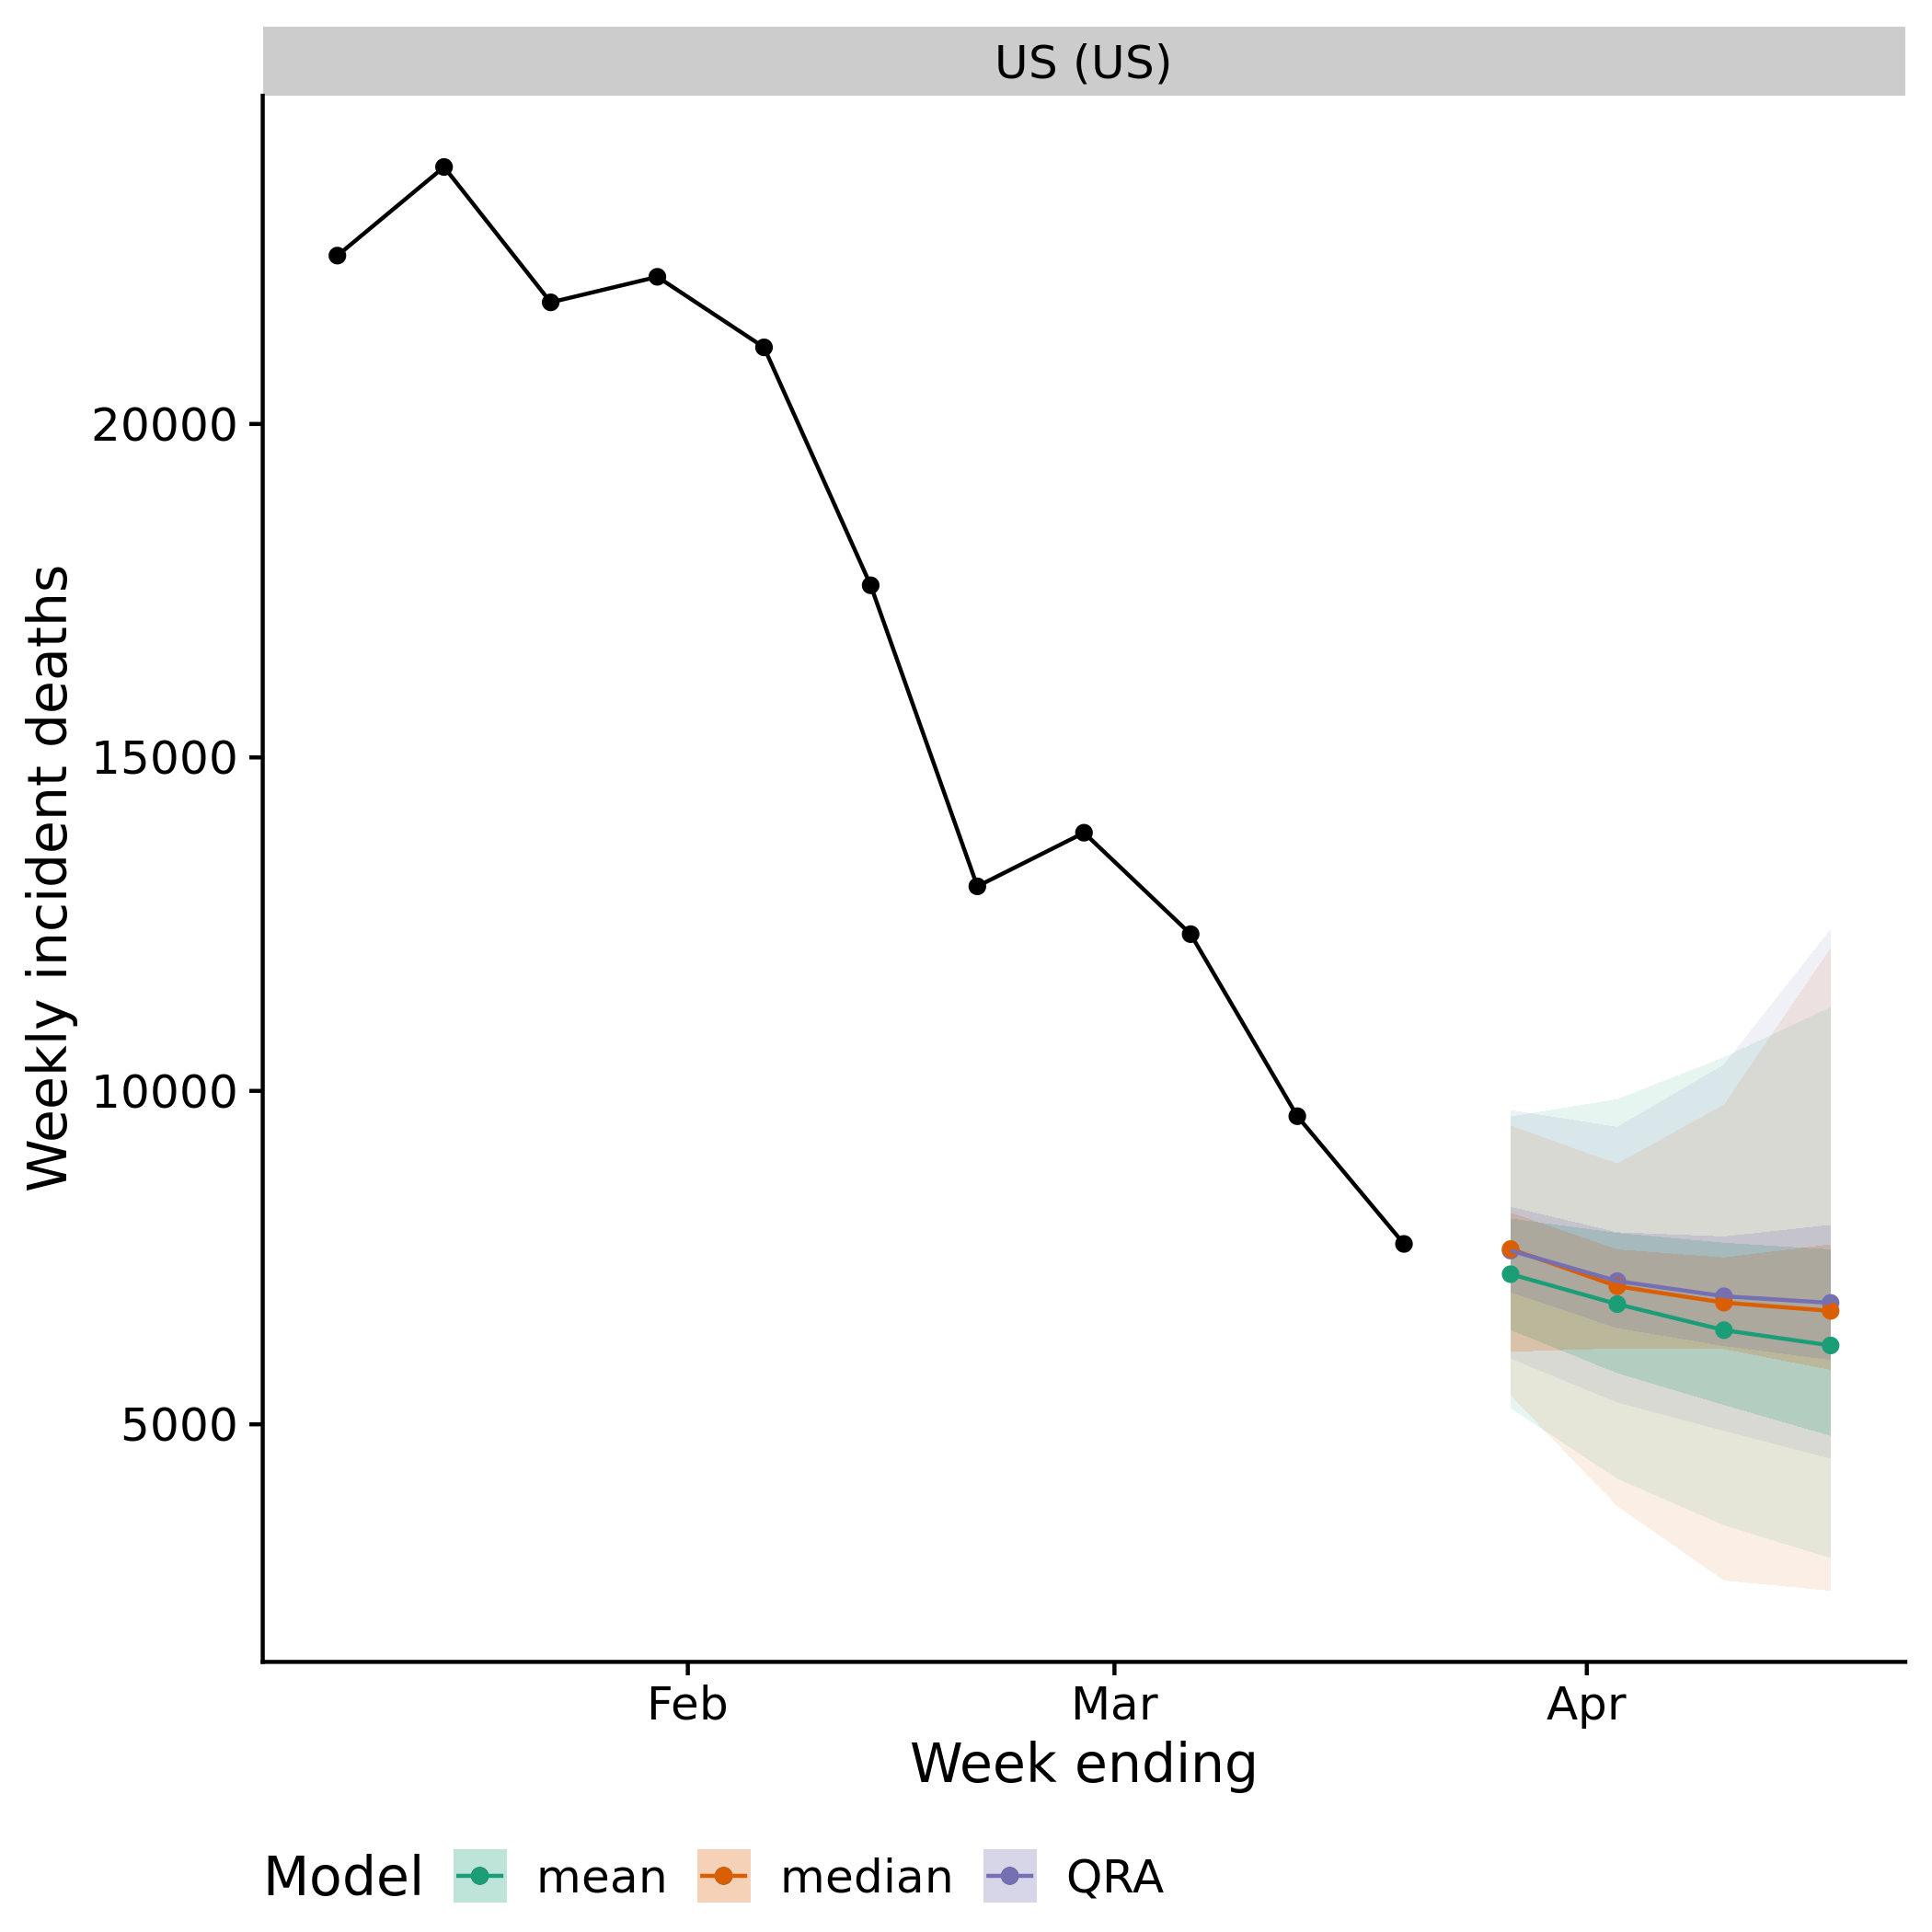 US (US)
Weekly incident deaths
20000
15000
10000
5000
Feb Mar Apr
Week ending
Model mean median QRA